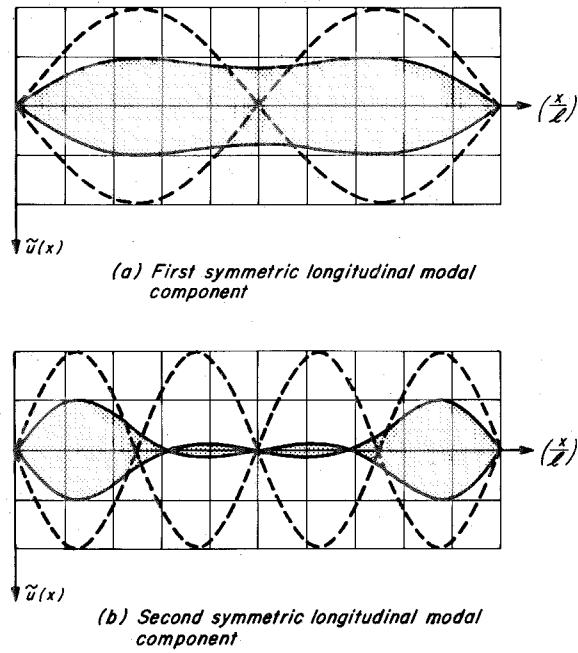 (x/ℓ)
ũ(x)
(a) First symmetric longitudinal modal
component
(x/ℓ)
ũ(x)
(b) Second symmetric longitudinal modal
component